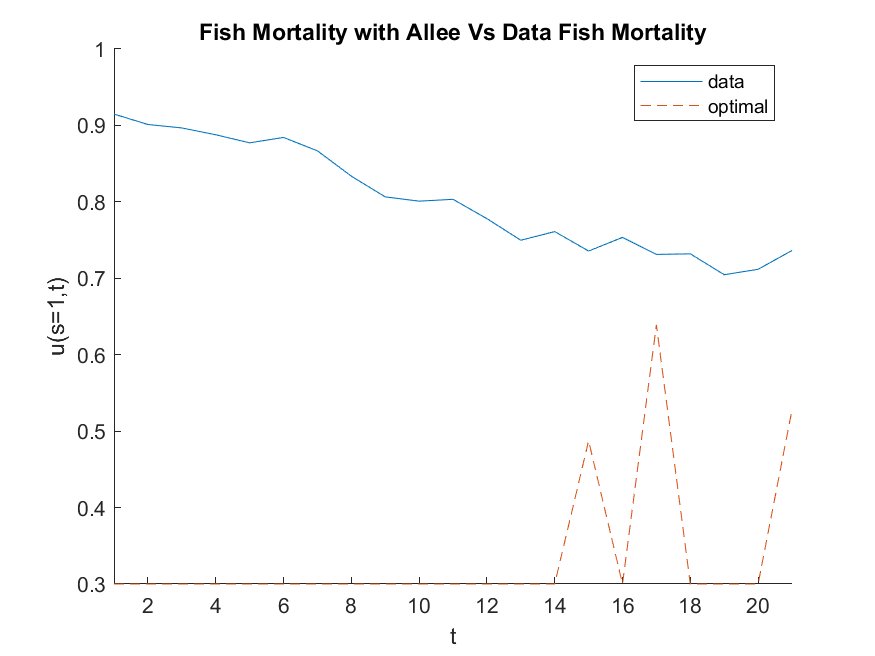 Fish Mortality with Allee Vs Data Fish Mortality
1
0.9
0.8
0.7
0.6
0.5
0.4
0.3
u(s=1,t)
data
optimal
2 4 6 8 10 12 14 16 18 20
t